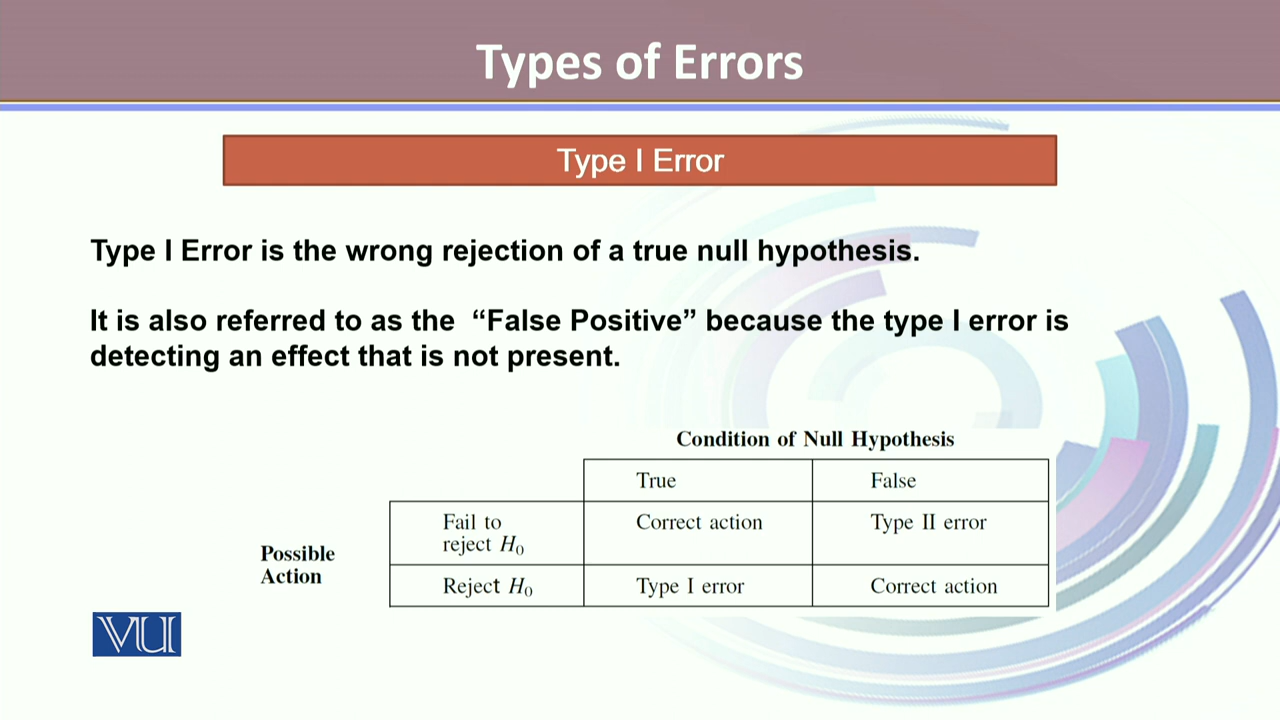 Types of Errors
Type I Error
Type I Error is the wrong rejection of a true null hypothesis.
It is also referred to as the “False Positive” because the type I error is
detecting an effect that is not present.
Condition of Null Hypothesis
True False
Fail to
reject H₀
Correct action Type II error
Possible
Action
Reject H₀ Type I error Correct action
VU